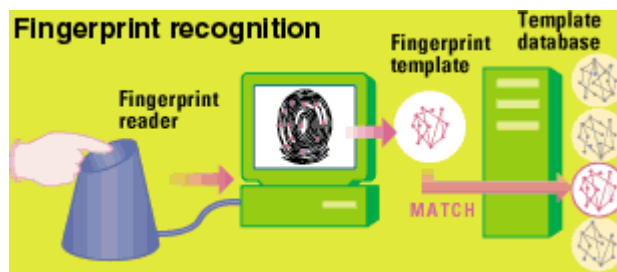 Fingerprint recognition
Fingerprint
reader
Fingerprint
template
Template
database
MATCH